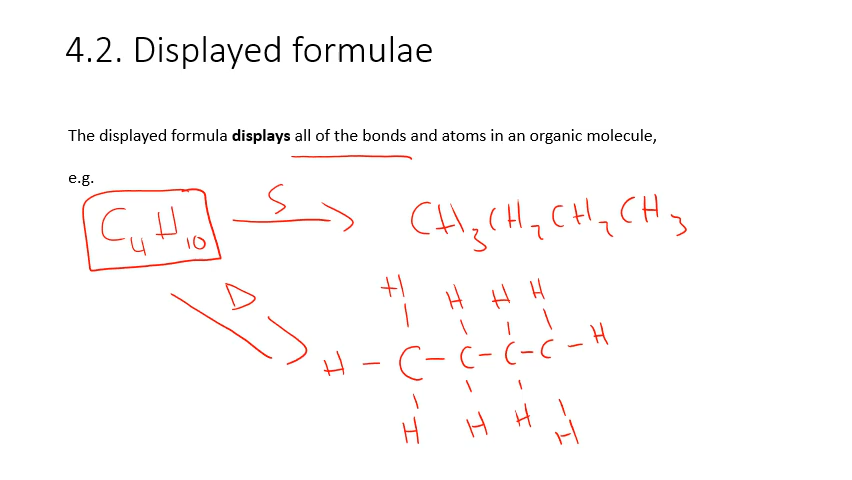 4.2. Displayed formulae
The displayed formula displays all of the bonds and atoms in an organic molecule,
e.g.
C4H10 S CH3CH2CH2CH3
D
H H H H
H - C - C - C - C - H
H H H H